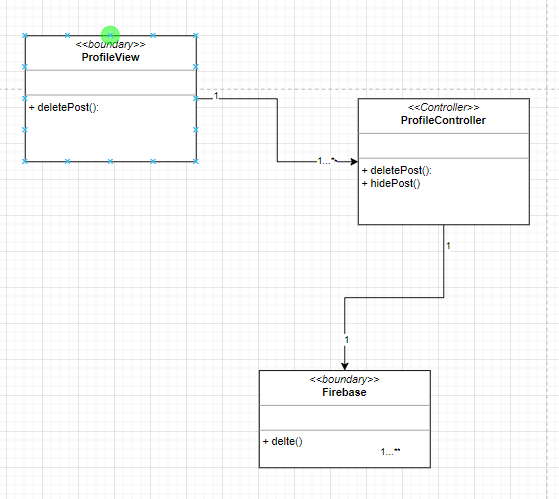 <<boundary>>
ProfileView
+ deletePost():
1
<<Controller>>
ProfileController
1...*
+ deletePost():
+ hidePost()
1
1
<<boundary>>
Firebase
+ delte()
1...**